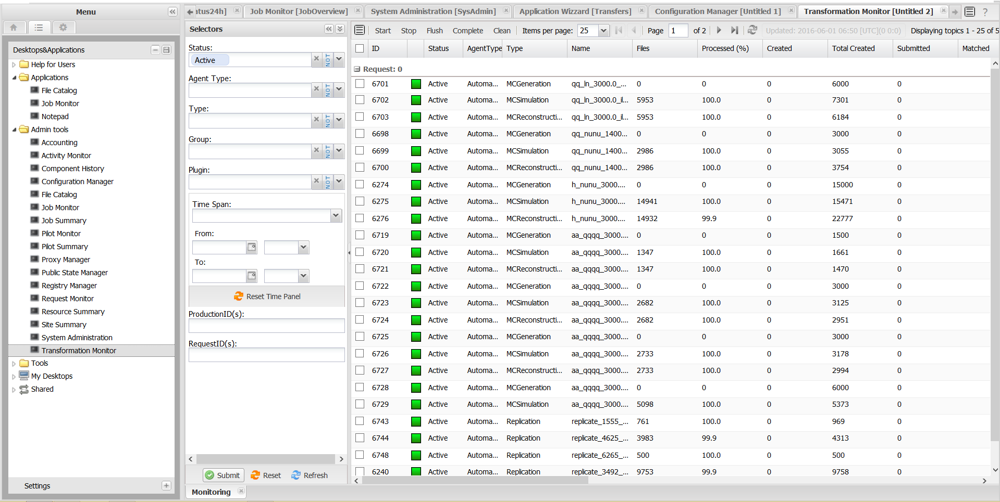 Menu
atus24h]
Job Monitor [JobOverview]
System Administration [SysAdmin]
Application Wizzard [Transfers]
Configuration Manager [Untitled 1]
Transformation Monitor [Untitled 2]
?
Desktops&Applications
Help for Users
Applications
File Catalog
Job Monitor
Notepad
Admin tools
Accounting
Activity Monitor
Component History
Configuration Manager
File Catalog
Job Monitor
Job Summary
Pilot Monitor
Pilot Summary
Proxy Manager
Public State Manager
Registry Manager
Request Monitor
Resource Summary
Site Summary
System Administration
Transformation Monitor
Tools
My Desktops
Shared
Settings
Selectors
Status:
Active
NOT
Agent Type:
NOT
Type:
NOT
Group:
NOT
Plugin:
NOT
Time Span:
From:
To:
Reset Time Panel
ProductionID(s):
RequestID(s):
Submit Reset Refresh
Monitoring
Start Stop Flush Complete Clean Items per page: 25 Page 1 of 2 Updated: 2016-06-01 06:50 [UTC](0 0:0) Displaying topics 1 - 25 of 5
ID Status AgentType Type Name Files Processed (%) Created Total Created Submitted Matched
Request: 0
6701 Active Automa... MCGeneration qq_ln_3000.0_... 0 0 0 6000 0
6702 Active Automa... MCSimulation qq_ln_3000.0_il... 5953 100.0 0 7301 0
6703 Active Automa... MCReconstructi... qq_ln_3000.0_il... 5953 100.0 0 6184 0
6698 Active Automa... MCGeneration qq_nunu_1400... 0 0 0 3000 0
6699 Active Automa... MCSimulation qq_nunu_1400... 2986 100.0 0 3055 0
6700 Active Automa... MCReconstructi... qq_nunu_1400... 2986 100.0 0 3754 0
6274 Active Automa... MCGeneration h_nunu_3000.... 0 0 0 15000 0
6275 Active Automa... MCSimulation h_nunu_3000.... 14941 100.0 0 15471 0
6276 Active Automa... MCReconstructi... h_nunu_3000.... 14932 99.9 0 22777 0
6719 Active Automa... MCGeneration aa_qqqq_3000.... 0 0 0 1500 0
6720 Active Automa... MCSimulation aa_qqqq_3000.... 1347 100.0 0 1661 0
6721 Active Automa... MCReconstructi... aa_qqqq_3000.... 1347 100.0 0 1470 0
6722 Active Automa... MCGeneration aa_qqqq_3000.... 0 0 0 3000 0
6723 Active Automa... MCSimulation aa_qqqq_3000.... 2682 100.0 0 3125 0
6724 Active Automa... MCReconstructi... aa_qqqq_3000.... 2682 100.0 0 2951 0
6725 Active Automa... MCGeneration aa_qqqq_3000.... 0 0 0 3000 0
6726 Active Automa... MCSimulation aa_qqqq_3000.... 2733 100.0 0 3178 0
6727 Active Automa... MCReconstructi... aa_qqqq_3000.... 2733 100.0 0 2994 0
6728 Active Automa... MCGeneration aa_qqqq_3000.... 0 0 0 6000 0
6729 Active Automa... MCSimulation aa_qqqq_3000.... 5098 100.0 0 5373 0
6743 Active Automa... Replication replicate_1555_... 761 100.0 0 969 0
6744 Active Automa... Replication replicate_4625_... 3983 99.9 0 4313 0
6748 Active Automa... Replication replicate_6265_... 500 100.0 0 500 0
6240 Active Automa... Replication replicate_3492_... 9753 99.9 0 9758 0